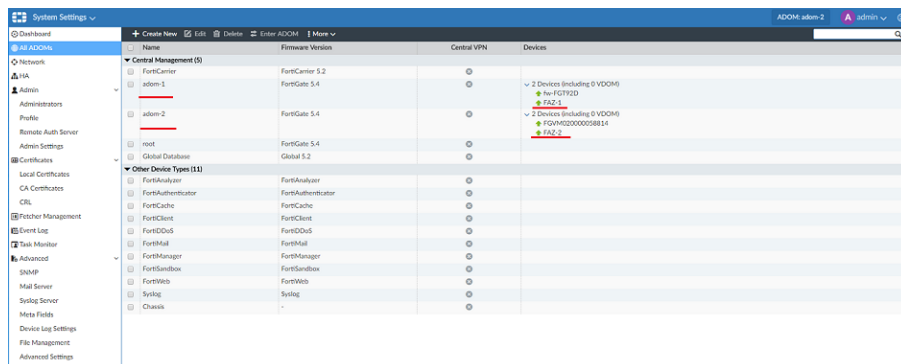 System Settings
ADOM: adom-2
A admin
Dashboard
All ADOMs
Network
HA
Admin
Administrators
Profile
Remote Auth Server
Admin Settings
Certificates
Local Certificates
CA Certificates
CRL
Fetcher Management
Event Log
Task Monitor
Advanced
SNMP
Mail Server
Syslog Server
Meta Fields
Device Log Settings
File Management
Advanced Settings
+ Create New Edit Delete Enter ADOM More
Name Firmware Version Central VPN Devices
Central Management (5)
FortiCarrier FortiCarrier 5.2
adom-1 FortiGate 5.4 2 Devices (including 0 VDOM)
fw-FGT92D
FAZ-1
adom-2 FortiGate 5.4 2 Devices (including 0 VDOM)
FGVM020000058814
FAZ-2
root FortiGate 5.4
Global Database Global 5.2
Other Device Types (11)
FortiAnalyzer FortiAnalyzer
FortiAuthenticator FortiAuthenticator
FortiCache FortiCache
FortiClient FortiClient
FortiDDoS FortiDDoS
FortiMail FortiMail
FortiManager FortiManager
FortiSandbox FortiSandbox
FortiWeb FortiWeb
Syslog Syslog
Chassis -